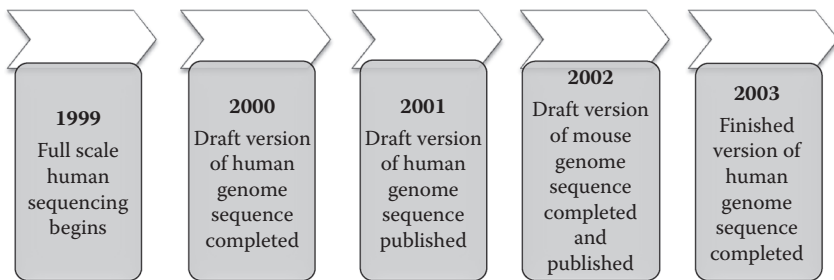 1999
Full scale
human
sequencing
begins
2000
Draft version
of human
genome
sequence
completed
2001
Draft version
of human
genome
sequence
published
2002
Draft version
of mouse
genome
sequence
completed
and
published
2003
Finished
version of
human
genome
sequence
completed